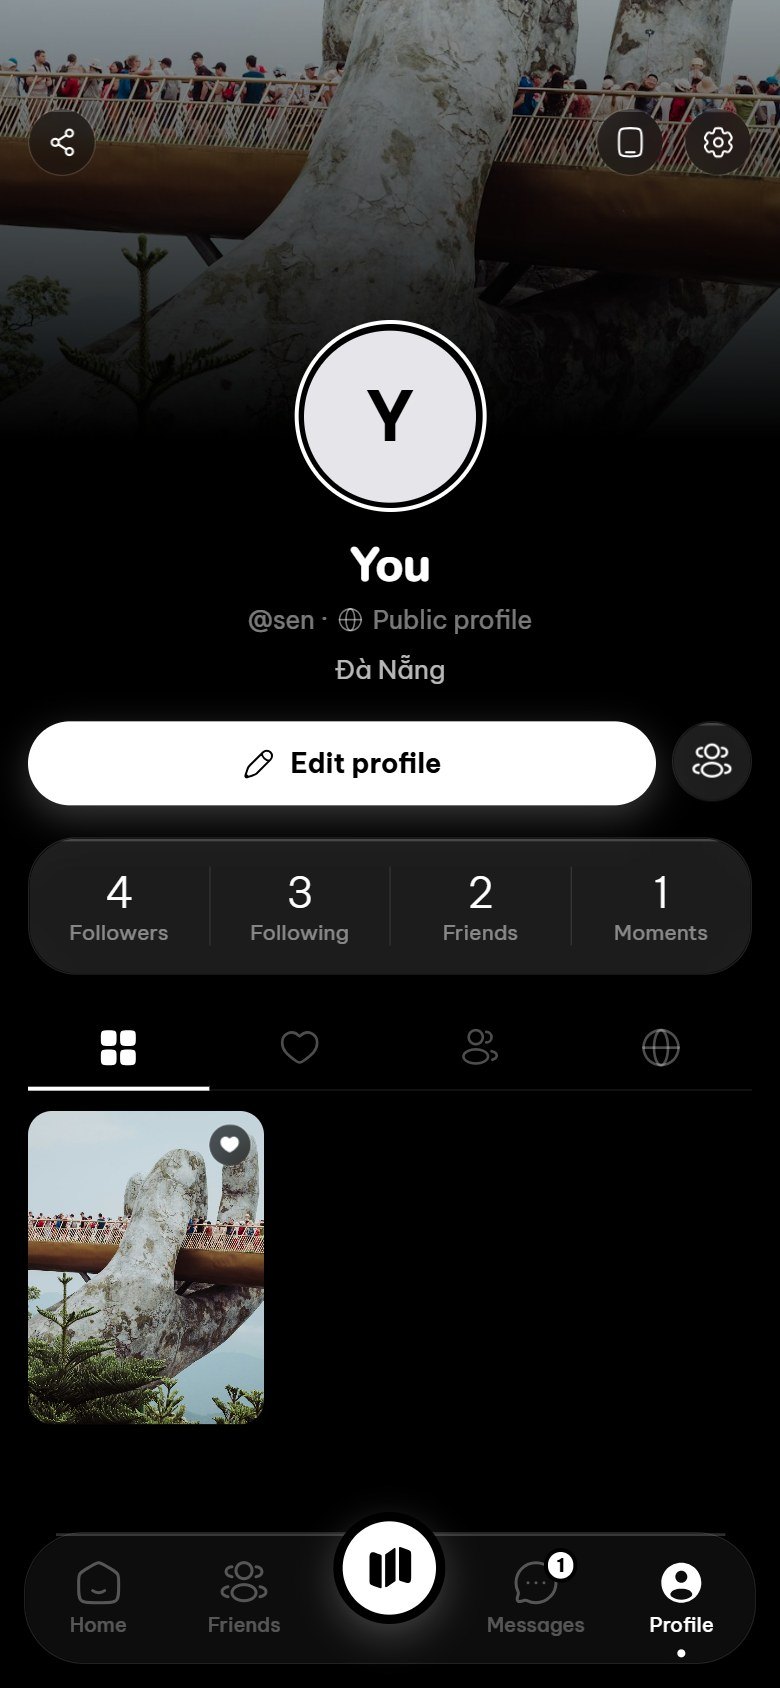 Y
You
@sen · Public profile
Đà Nẵng
Edit profile
4 3 2 1
Followers Following Friends Moments
1
Home Friends Messages Profile